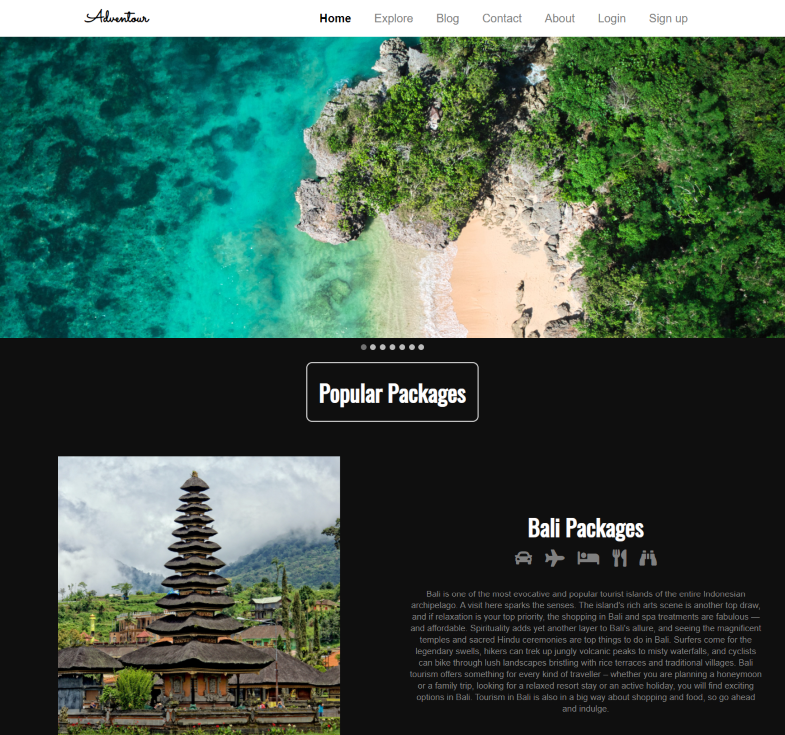 Adventour
Home Explore Blog Contact About Login Sign up
Popular Packages
Bali Packages
Bali is one of the most evocative and popular tourist islands of the entire Indonesian
archipelago. A visit here sparks the senses. The island's rich arts scene is another top draw,
and if relaxation is your top priority, the shopping in Bali and spa treatments are fabulous —
and affordable. Spirituality adds yet another layer to Bali's allure, and seeing the magnificent
temples and sacred Hindu ceremonies are top things to do in Bali. Surfers come for the
legendary swells, hikers can trek up jungly volcanic peaks to misty waterfalls, and cyclists
can bike through lush landscapes bristling with rice terraces and traditional villages. Bali
tourism offers something for every kind of traveller – whether you are planning a honeymoon
or a family trip, looking for a relaxed resort stay or an active holiday, you will find exciting
options in Bali. Tourism in Bali is also in a big way about shopping and food, so go ahead
and indulge.